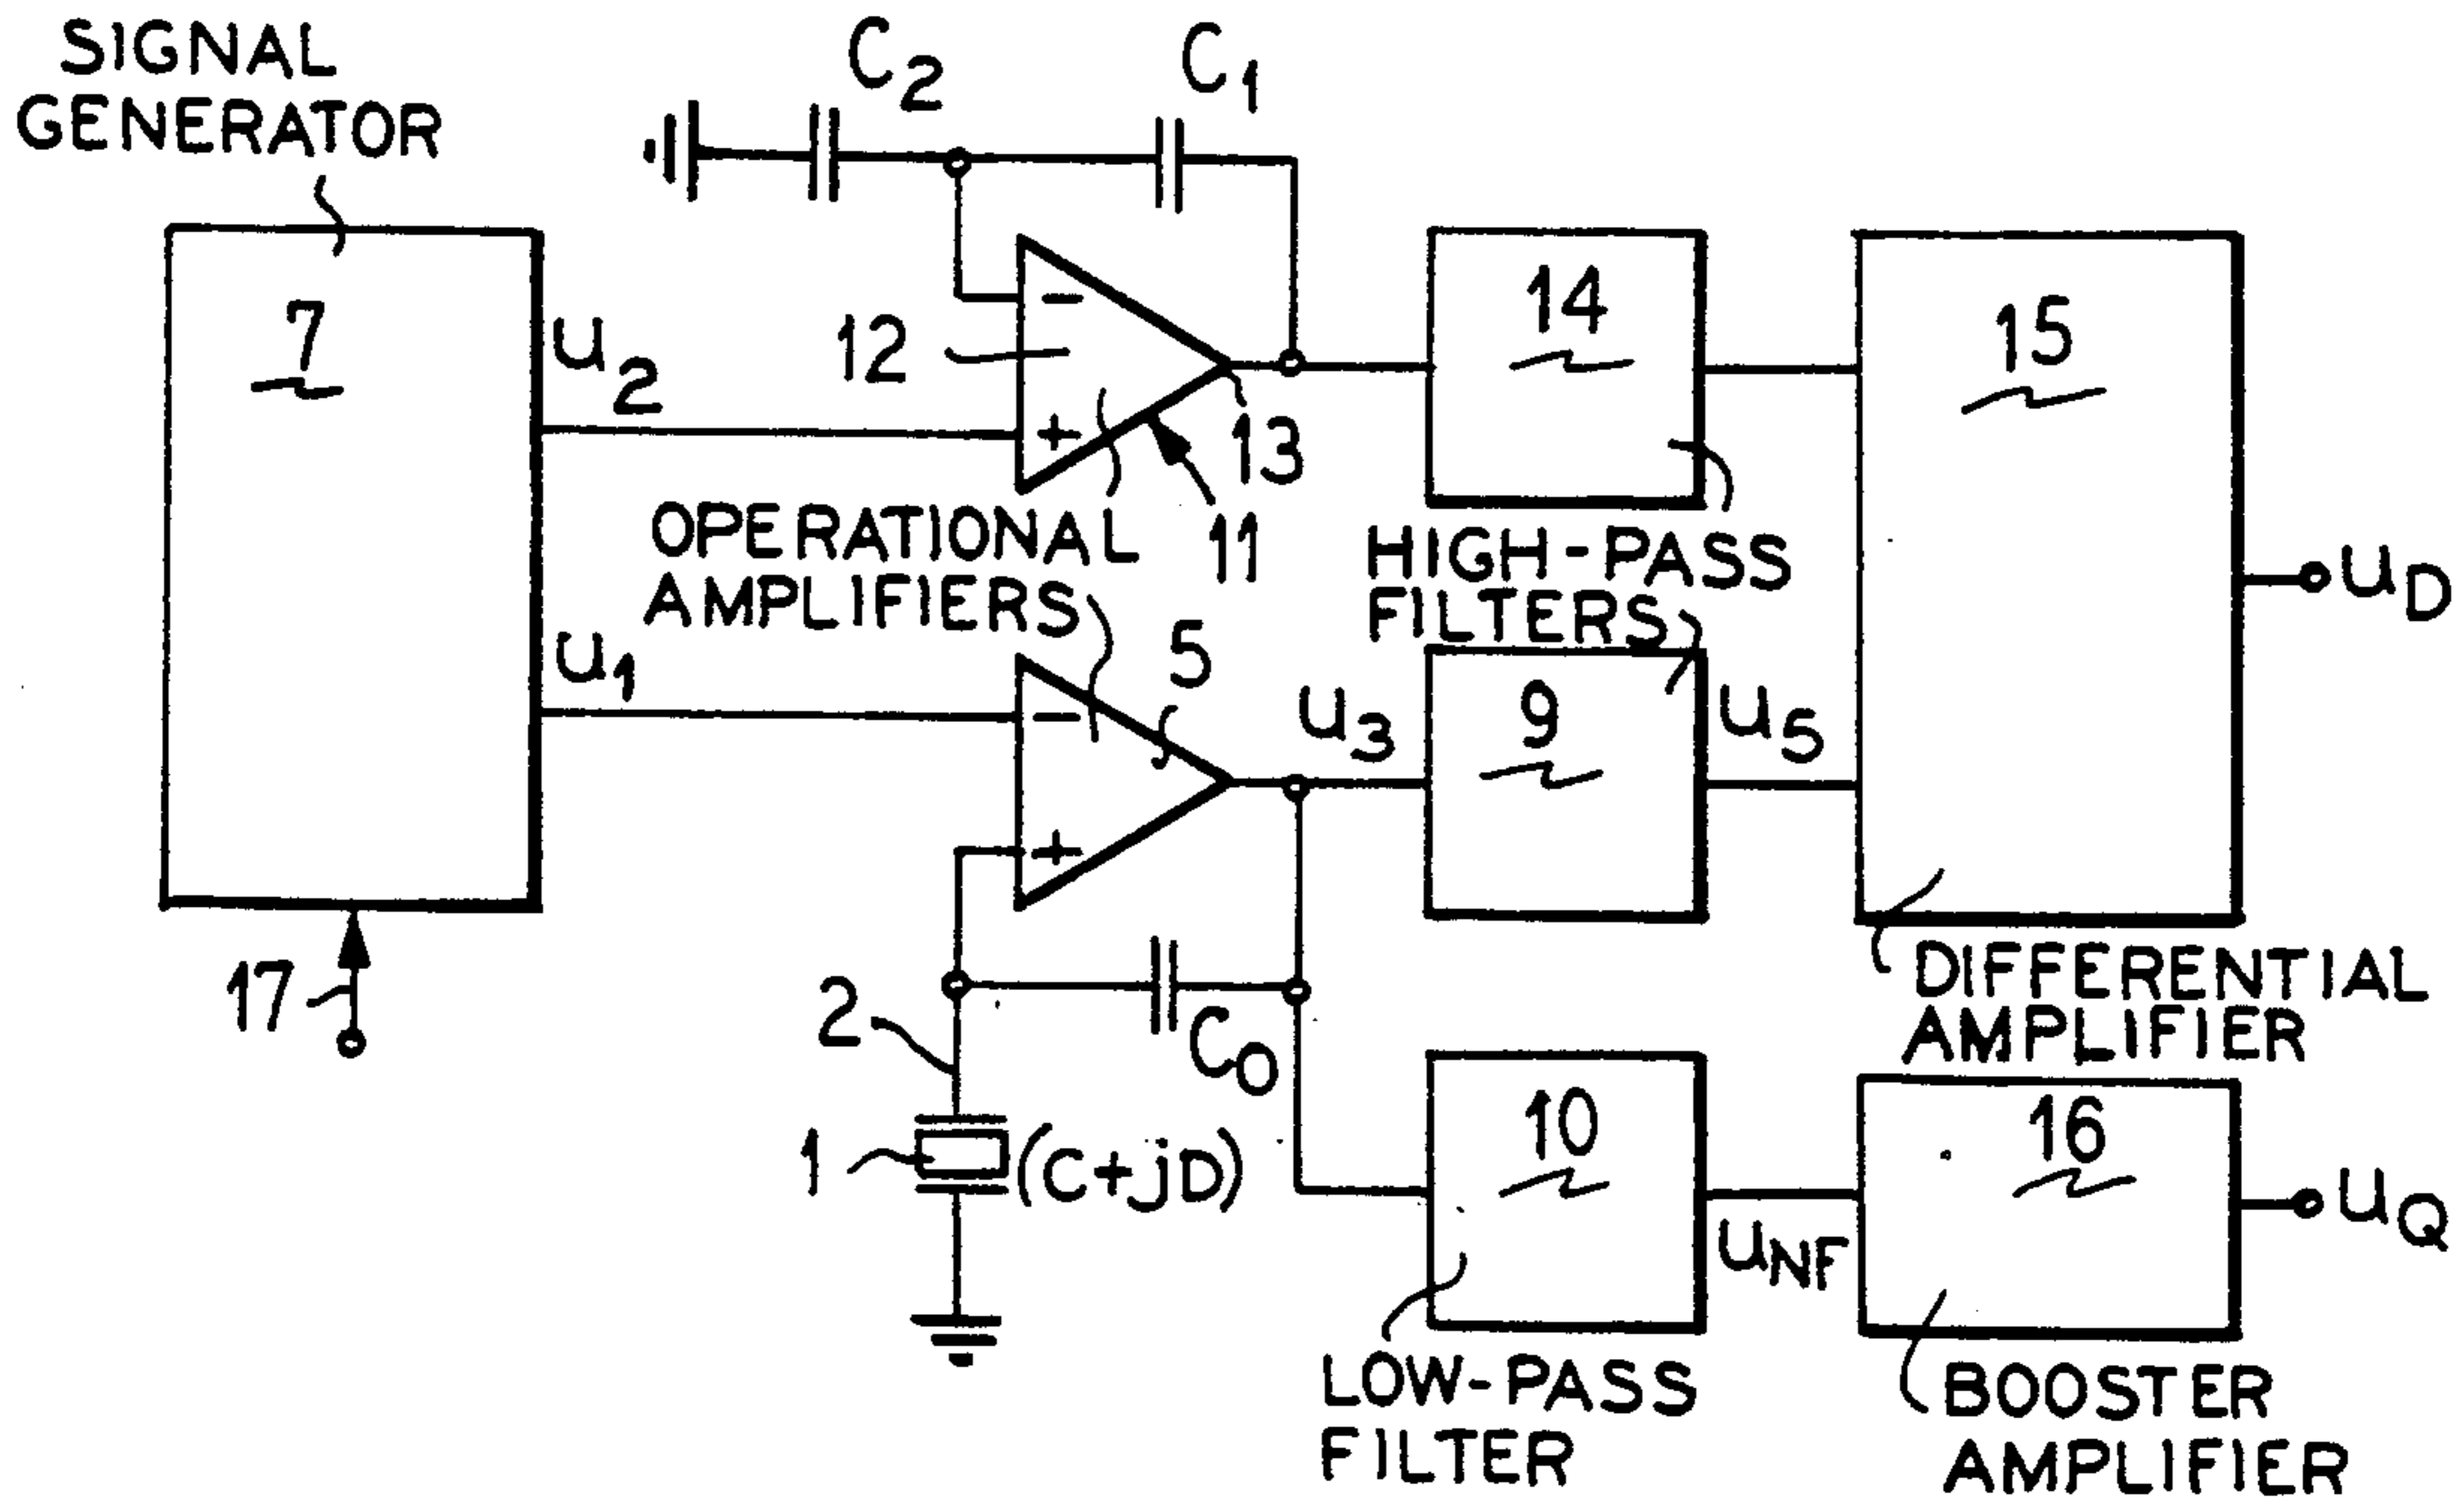 SIGNAL
GENERATOR
C2
C1
7
u2
12
-
+
13
11
14
15
OPERATIONAL
AMPLIFIERS
HIGH-PASS
FILTERS
uD
u1
-
+
5
u3
9
u5
17
2
C0
DIFFERENTIAL
AMPLIFIER
1
(C+jD)
10
uNF
16
uQ
LOW-PASS
FILTER
BOOSTER
AMPLIFIER